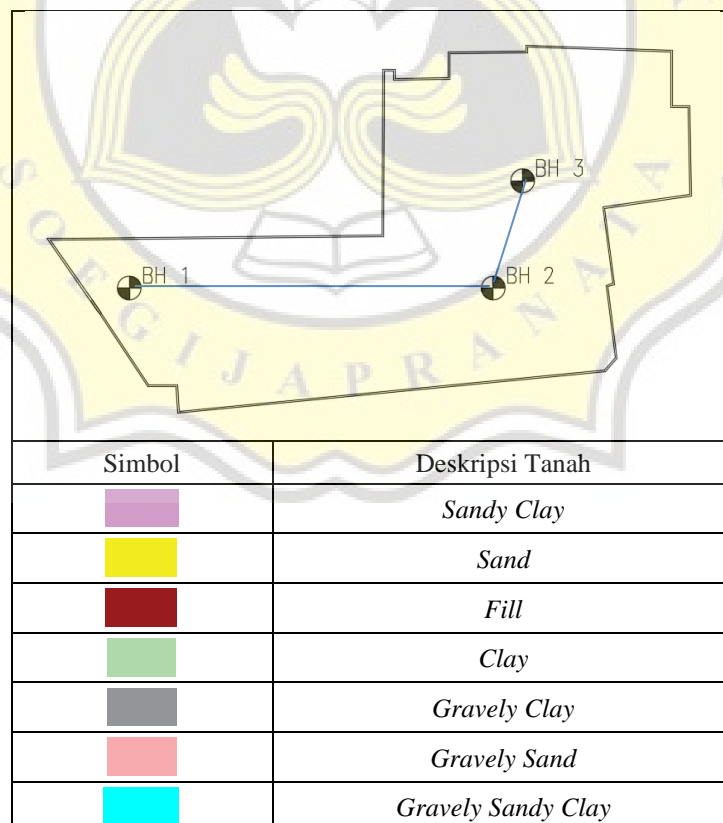 BH 3
BH 1
BH 2
SOEGIJAPRANATA
Simbol Deskripsi Tanah
Sandy Clay
Sand
Fill
Clay
Gravely Clay
Gravely Sand
Gravely Sandy Clay